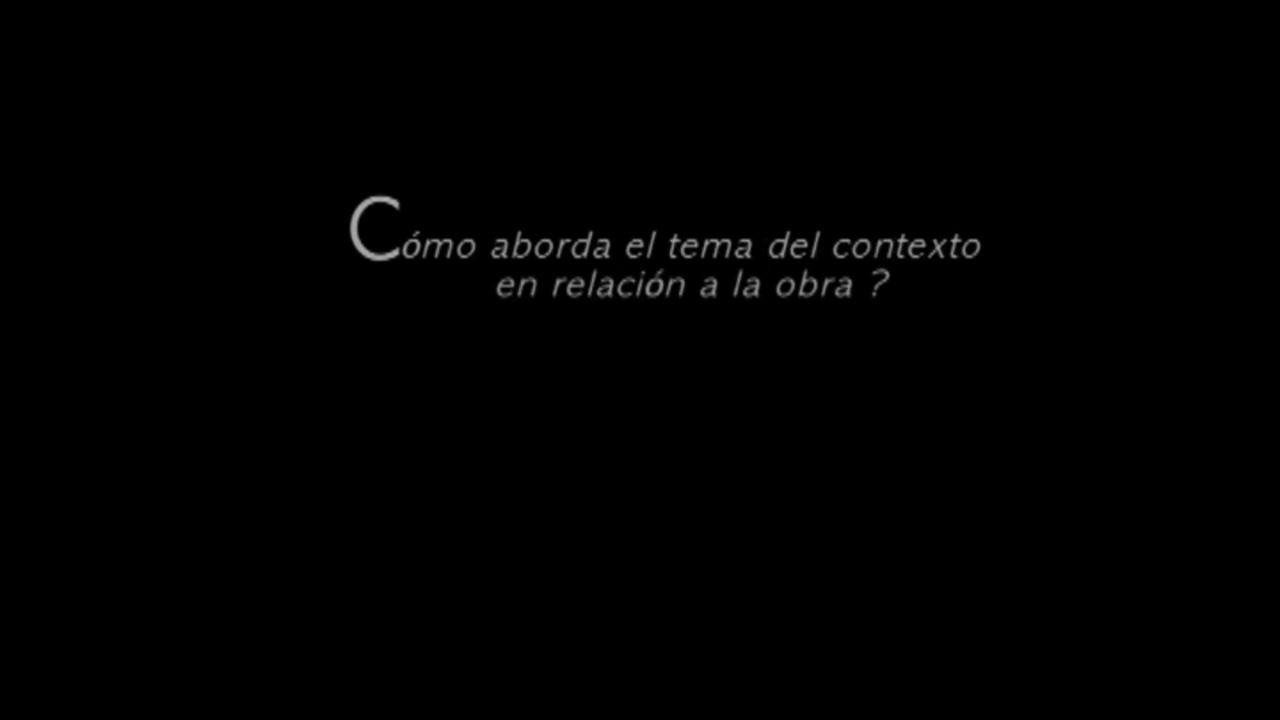 Cómo aborda el tema del contexto
en relación a la obra ?